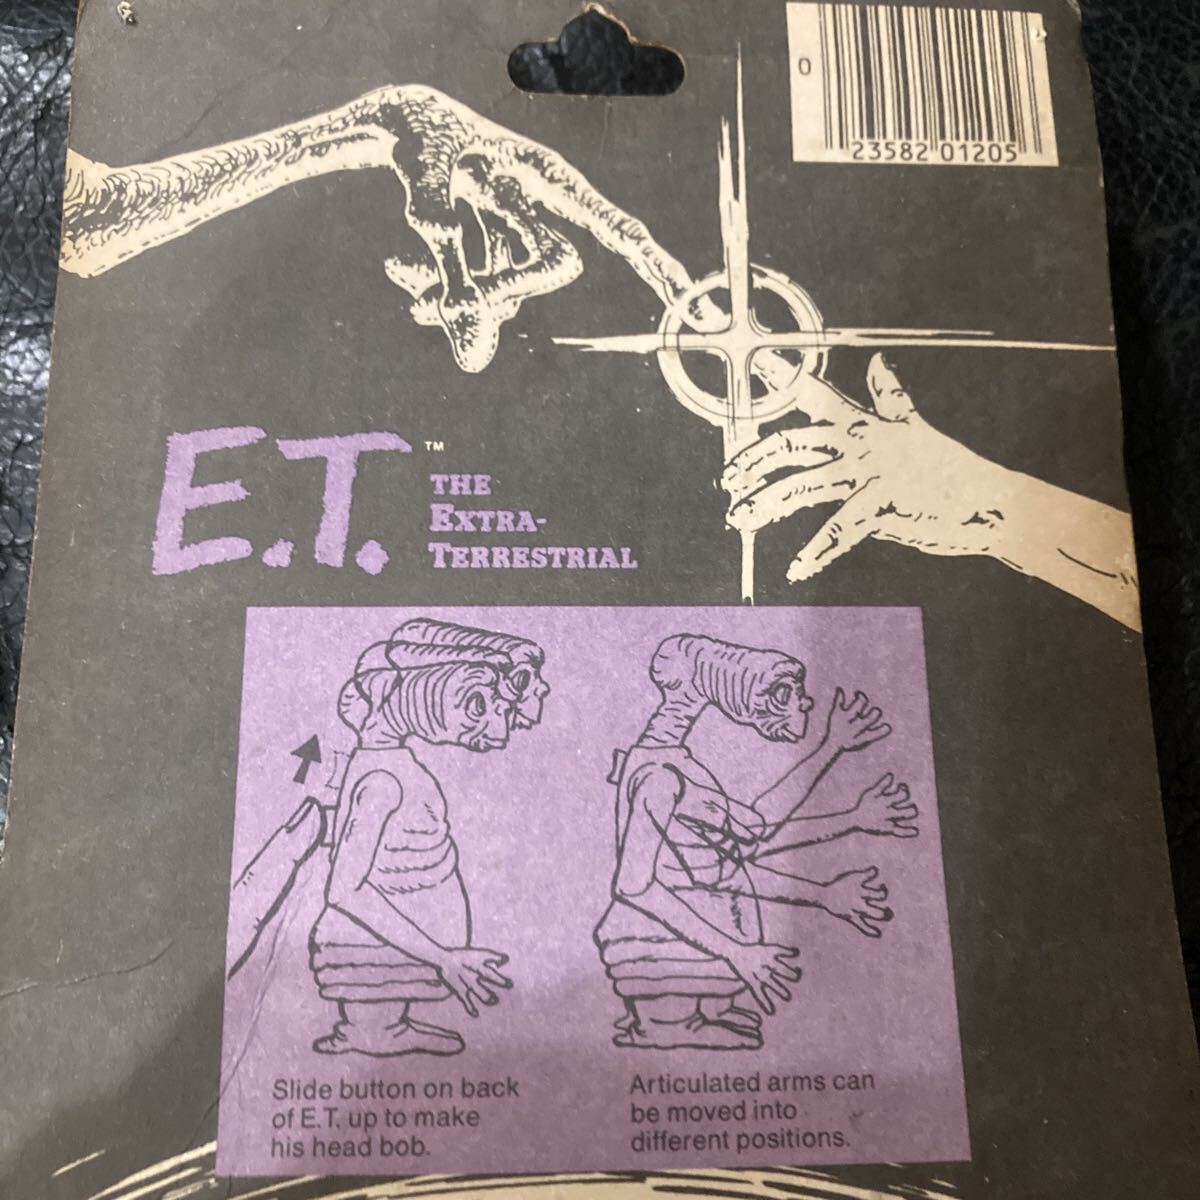 0
23582 01205
E.T.™
THE
EXTRA-
TERRESTRIAL
Slide button on back
of E.T. up to make
his head bob.
Articulated arms can
be moved into
different positions.